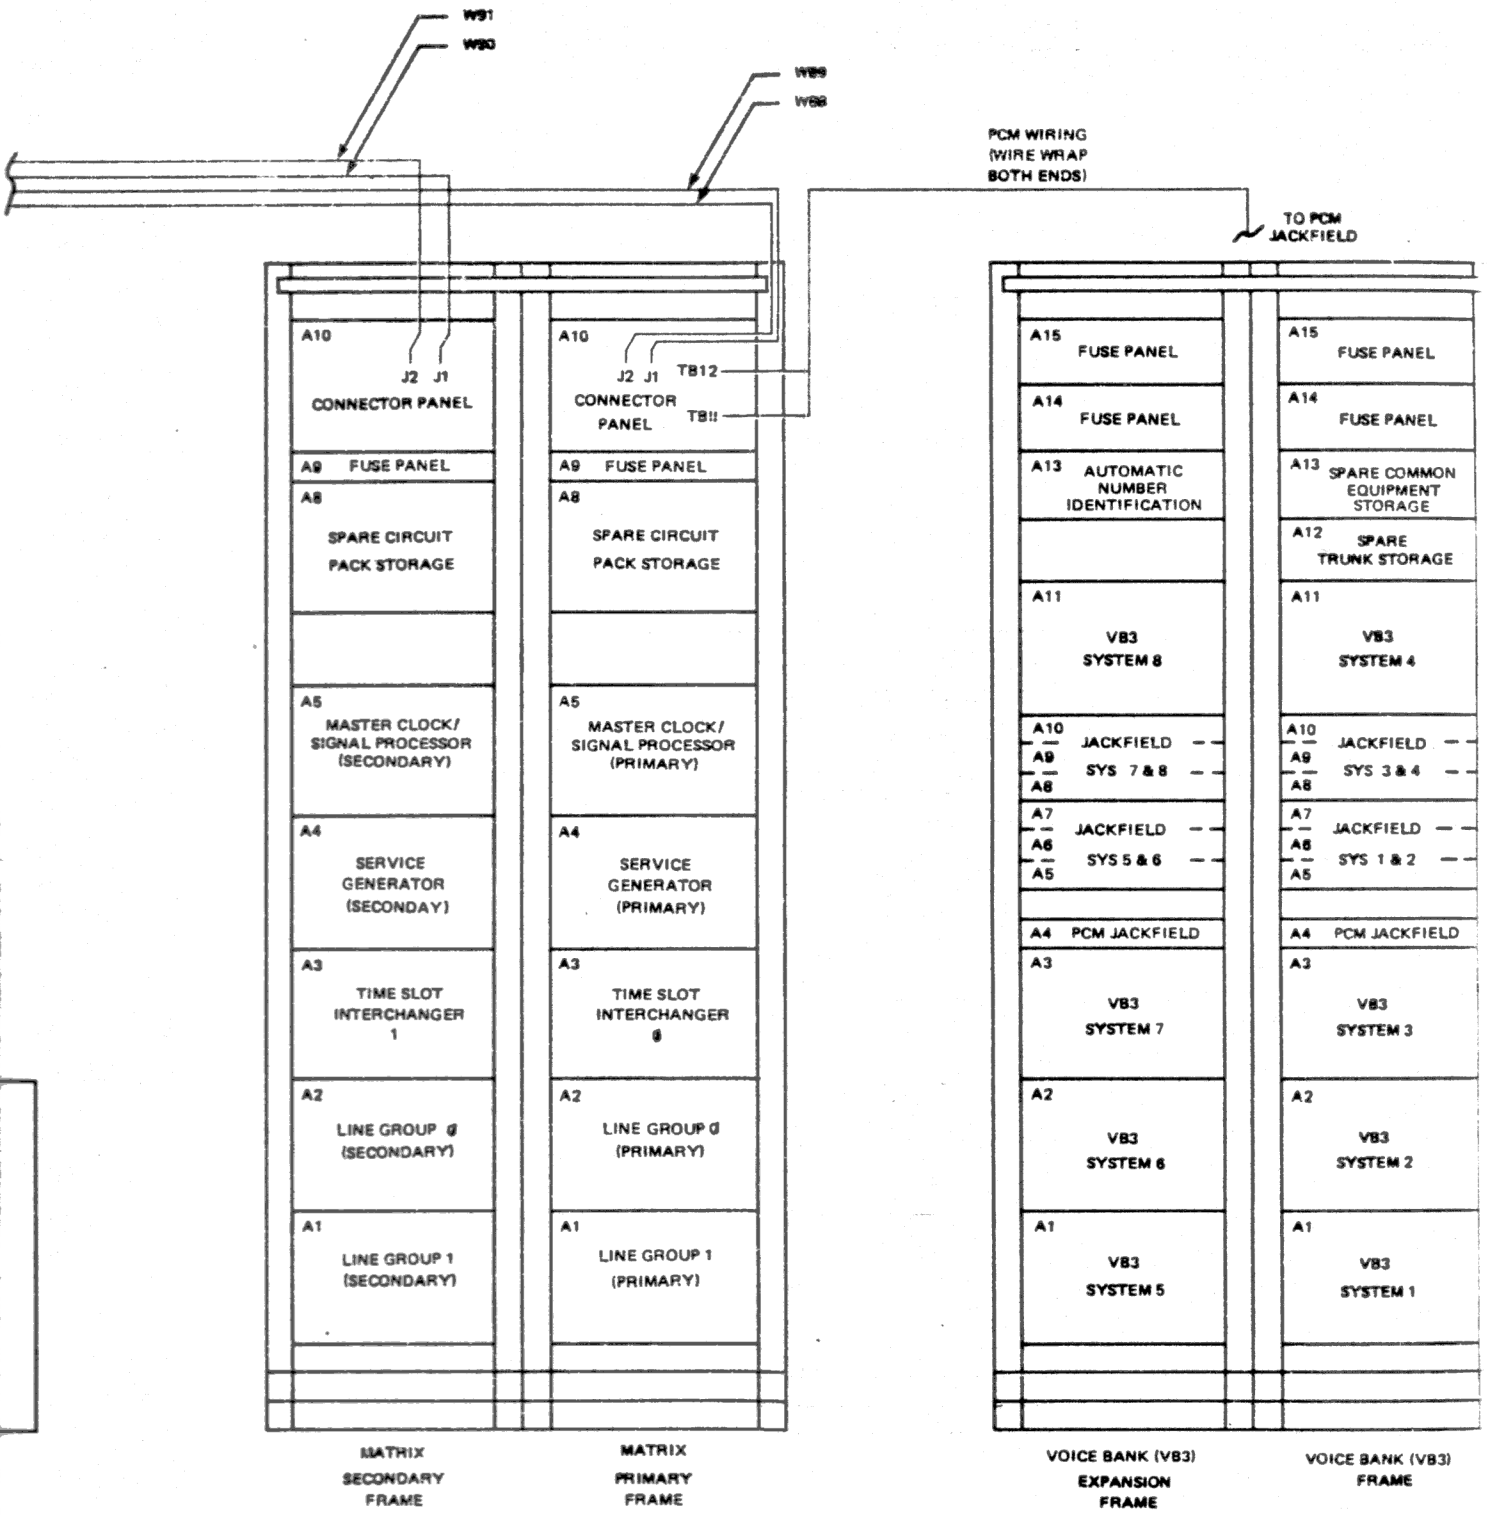 W91
W90
W89
W88
PCM WIRING
(WIRE WRAP
BOTH ENDS)
TO PCM
JACKFIELD
A10
J2 J1
CONNECTOR PANEL
A9 FUSE PANEL
A8
SPARE CIRCUIT
PACK STORAGE
A5
MASTER CLOCK/
SIGNAL PROCESSOR
(SECONDARY)
A4
SERVICE
GENERATOR
(SECONDAY)
A3
TIME SLOT
INTERCHANGER
1
A2
LINE GROUP 0
(SECONDARY)
A1
LINE GROUP 1
(SECONDARY)
MATRIX
SECONDARY
FRAME
A10
J2 J1 TB12
CONNECTOR
PANEL TB11
A9 FUSE PANEL
A8
SPARE CIRCUIT
PACK STORAGE
A5
MASTER CLOCK/
SIGNAL PROCESSOR
(PRIMARY)
A4
SERVICE
GENERATOR
(PRIMARY)
A3
TIME SLOT
INTERCHANGER
0
A2
LINE GROUP 0
(PRIMARY)
A1
LINE GROUP 1
(PRIMARY)
MATRIX
PRIMARY
FRAME
A15
FUSE PANEL
A14
FUSE PANEL
A13 AUTOMATIC
NUMBER
IDENTIFICATION
A11
VB3
SYSTEM 8
A10 JACKFIELD
A9 SYS 7 & 8
A8
A7 JACKFIELD
A6 SYS 5 & 6
A5
A4 PCM JACKFIELD
A3
VB3
SYSTEM 7
A2
VB3
SYSTEM 6
A1
VB3
SYSTEM 5
VOICE BANK (VB3)
EXPANSION
FRAME
A15
FUSE PANEL
A14
FUSE PANEL
A13 SPARE COMMON
EQUIPMENT
STORAGE
A12 SPARE
TRUNK STORAGE
A11
VB3
SYSTEM 4
A10 JACKFIELD
A9 SYS 3 & 4
A8
A7 JACKFIELD
A6 SYS 1 & 2
A5
A4 PCM JACKFIELD
A3
VB3
SYSTEM 3
A2
VB3
SYSTEM 2
A1
VB3
SYSTEM 1
VOICE BANK (VB3)
FRAME